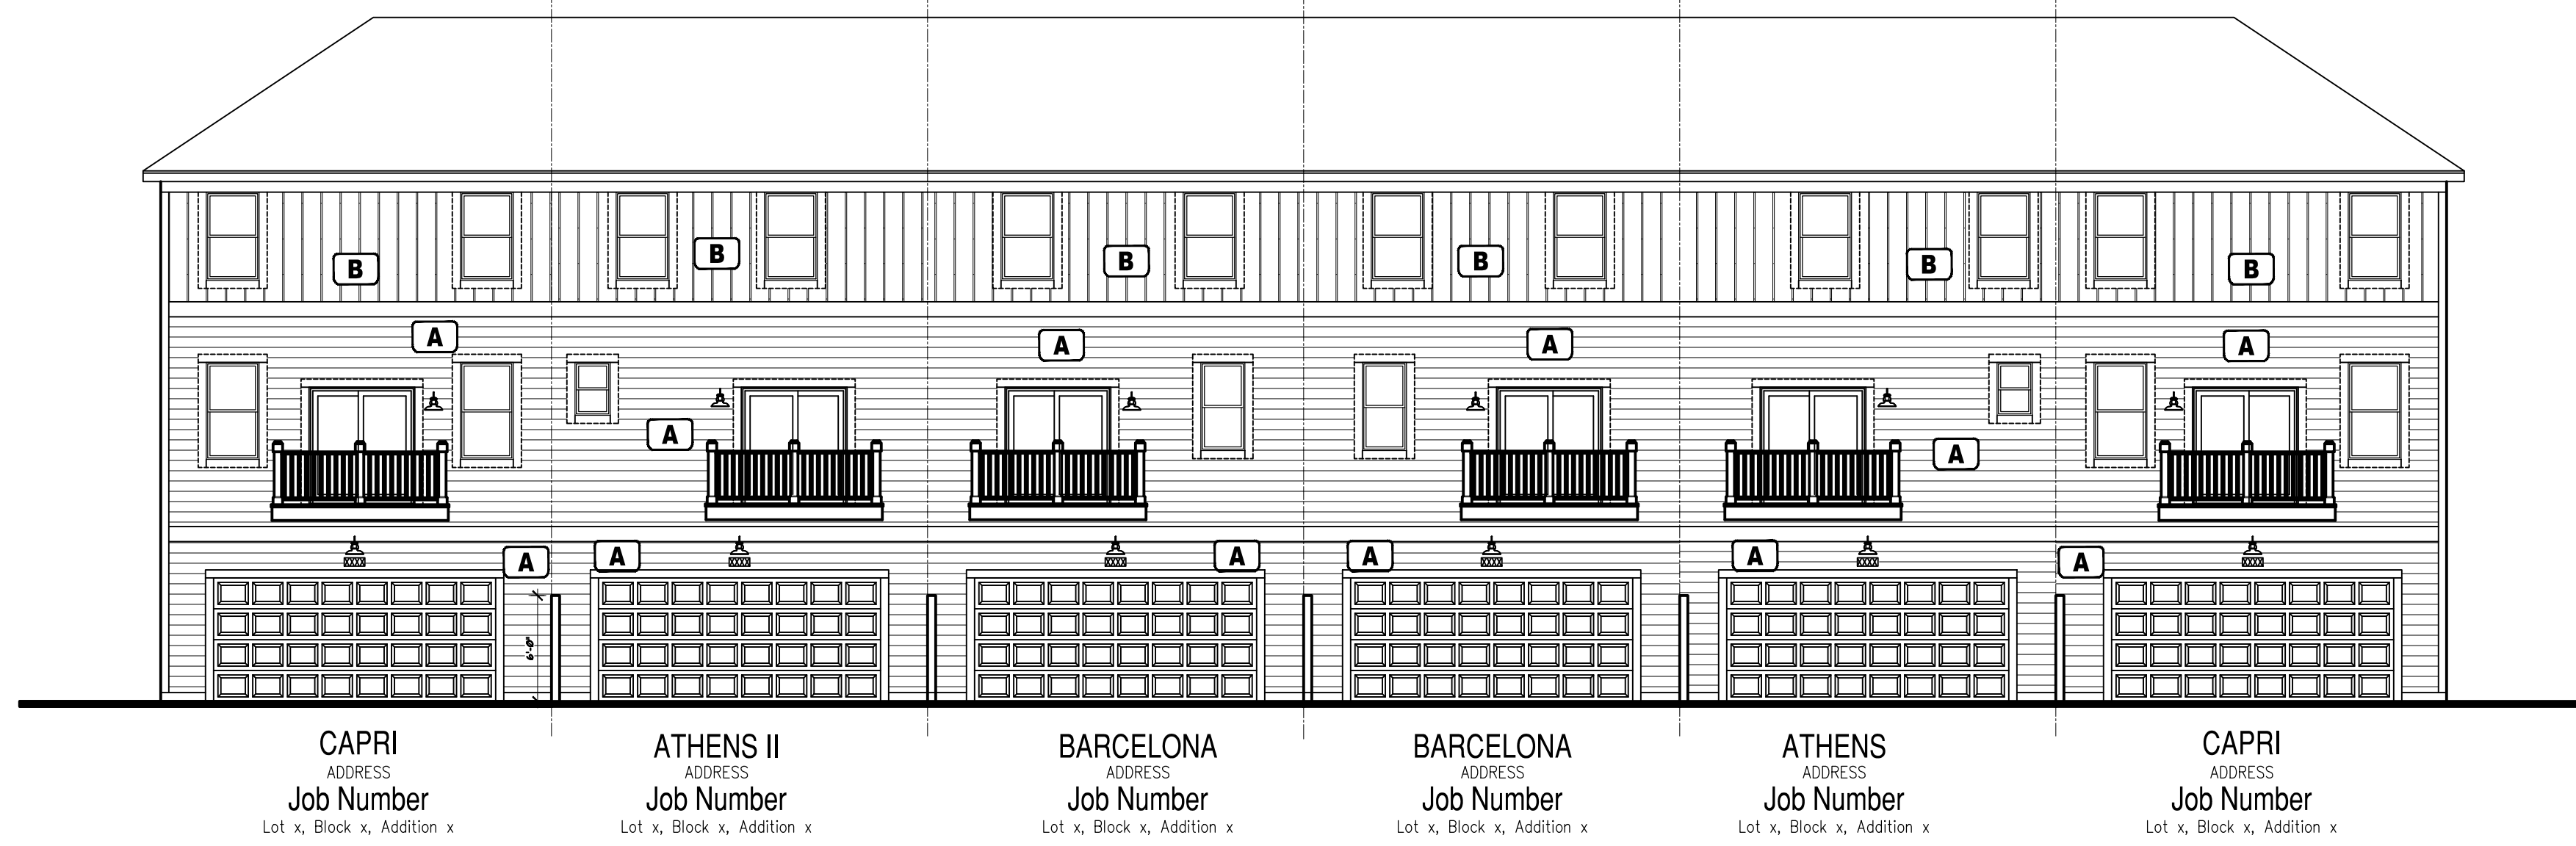 B B B B B B
A A A A
A A
A A A A A A
6'-0"
CAPRI ATHENS II BARCELONA BARCELONA ATHENS CAPRI
ADDRESS ADDRESS ADDRESS ADDRESS ADDRESS ADDRESS
Job Number Job Number Job Number Job Number Job Number Job Number
Lot x, Block x, Addition x Lot x, Block x, Addition x Lot x, Block x, Addition x Lot x, Block x, Addition x Lot x, Block x, Addition x Lot x, Block x, Addition x